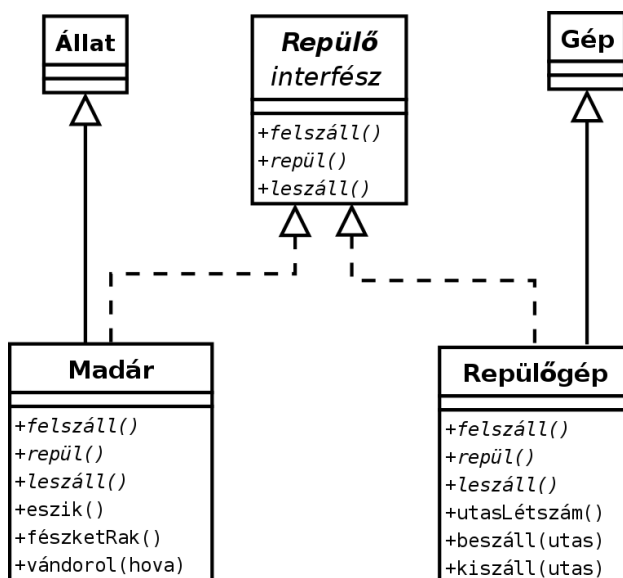 Állat
Repülő
interfész
+felszáll()
+repül()
+leszáll()
Gép
Madár
+felszáll()
+repül()
+leszáll()
+eszik()
+fészketRak()
+vándorol(hova)
Repülőgép
+felszáll()
+repül()
+leszáll()
+utasLétszám()
+beszáll(utas)
+kiszáll(utas)